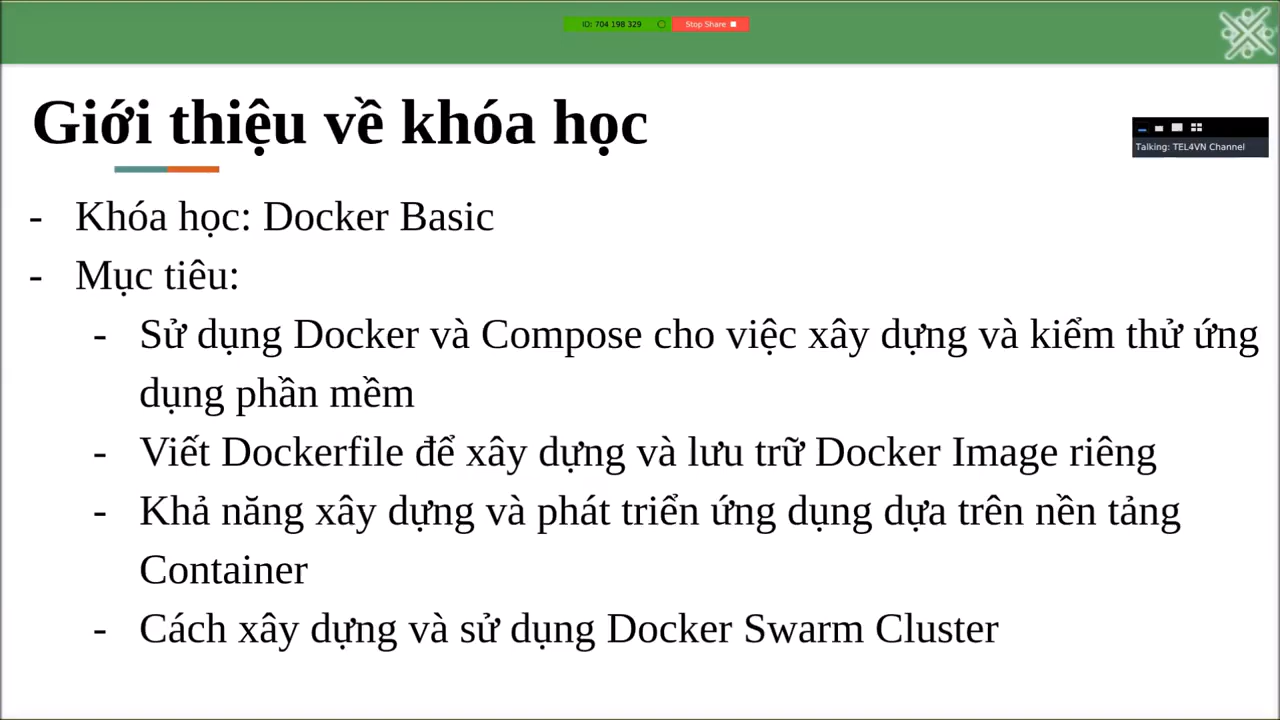 ID: 704 198 329
Stop Share
Giới thiệu về khóa học
Talking: TEL4VN Channel
- Khóa học: Docker Basic
- Mục tiêu:
- Sử dụng Docker và Compose cho việc xây dựng và kiểm thử ứng
dụng phần mềm
- Viết Dockerfile để xây dựng và lưu trữ Docker Image riêng
- Khả năng xây dựng và phát triển ứng dụng dựa trên nền tảng
Container
- Cách xây dựng và sử dụng Docker Swarm Cluster